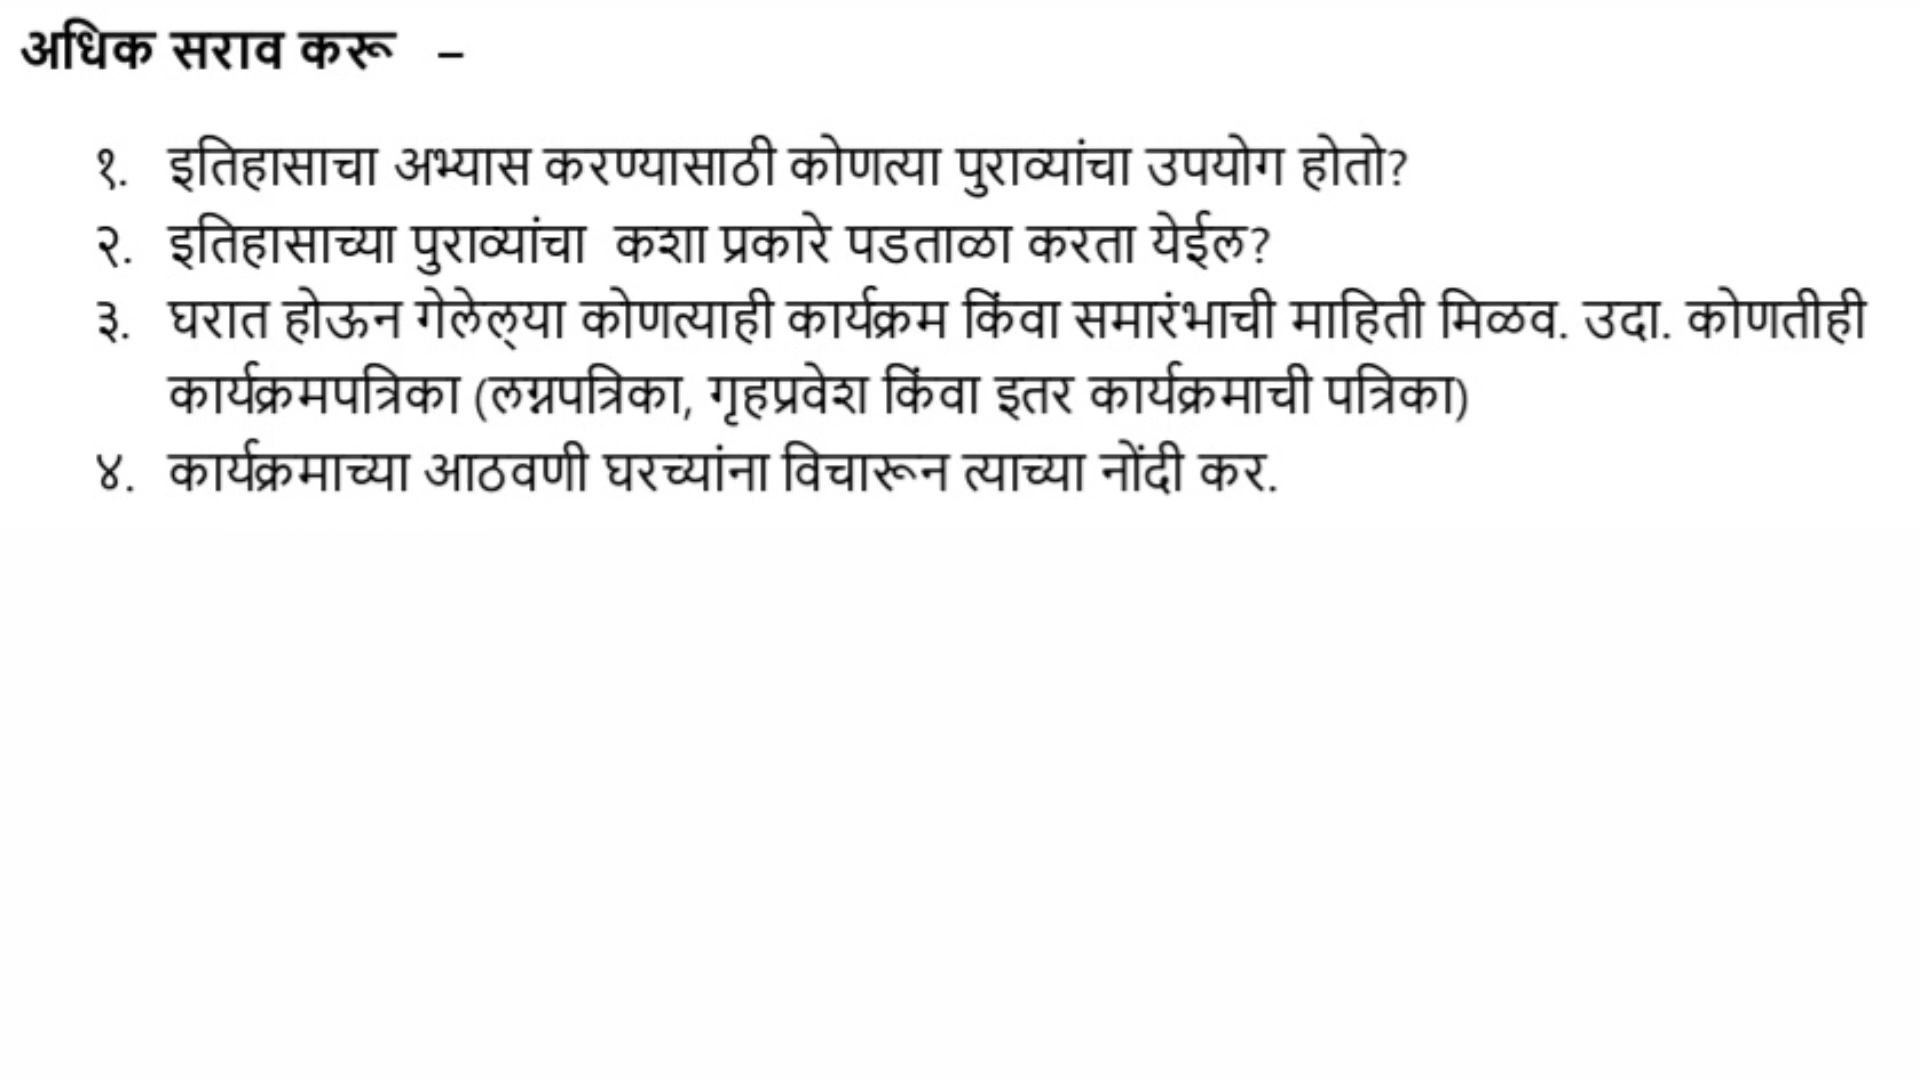 अधिक सराव करू –
१. इतिहासाचा अभ्यास करण्यासाठी कोणत्या पुराव्यांचा उपयोग होतो?
२. इतिहासाच्या पुराव्यांचा कशा प्रकारे पडताळा करता येईल?
३. घरात होऊन गेलेल्‌या कोणत्याही कार्यक्रम किंवा समारंभाची माहिती मिळव. उदा. कोणतीही
कार्यक्रमपत्रिका (लग्नपत्रिका, गृहप्रवेश किंवा इतर कार्यक्रमाची पत्रिका)
४. कार्यक्रमाच्या आठवणी घरच्यांना विचारून त्याच्या नोंदी कर.